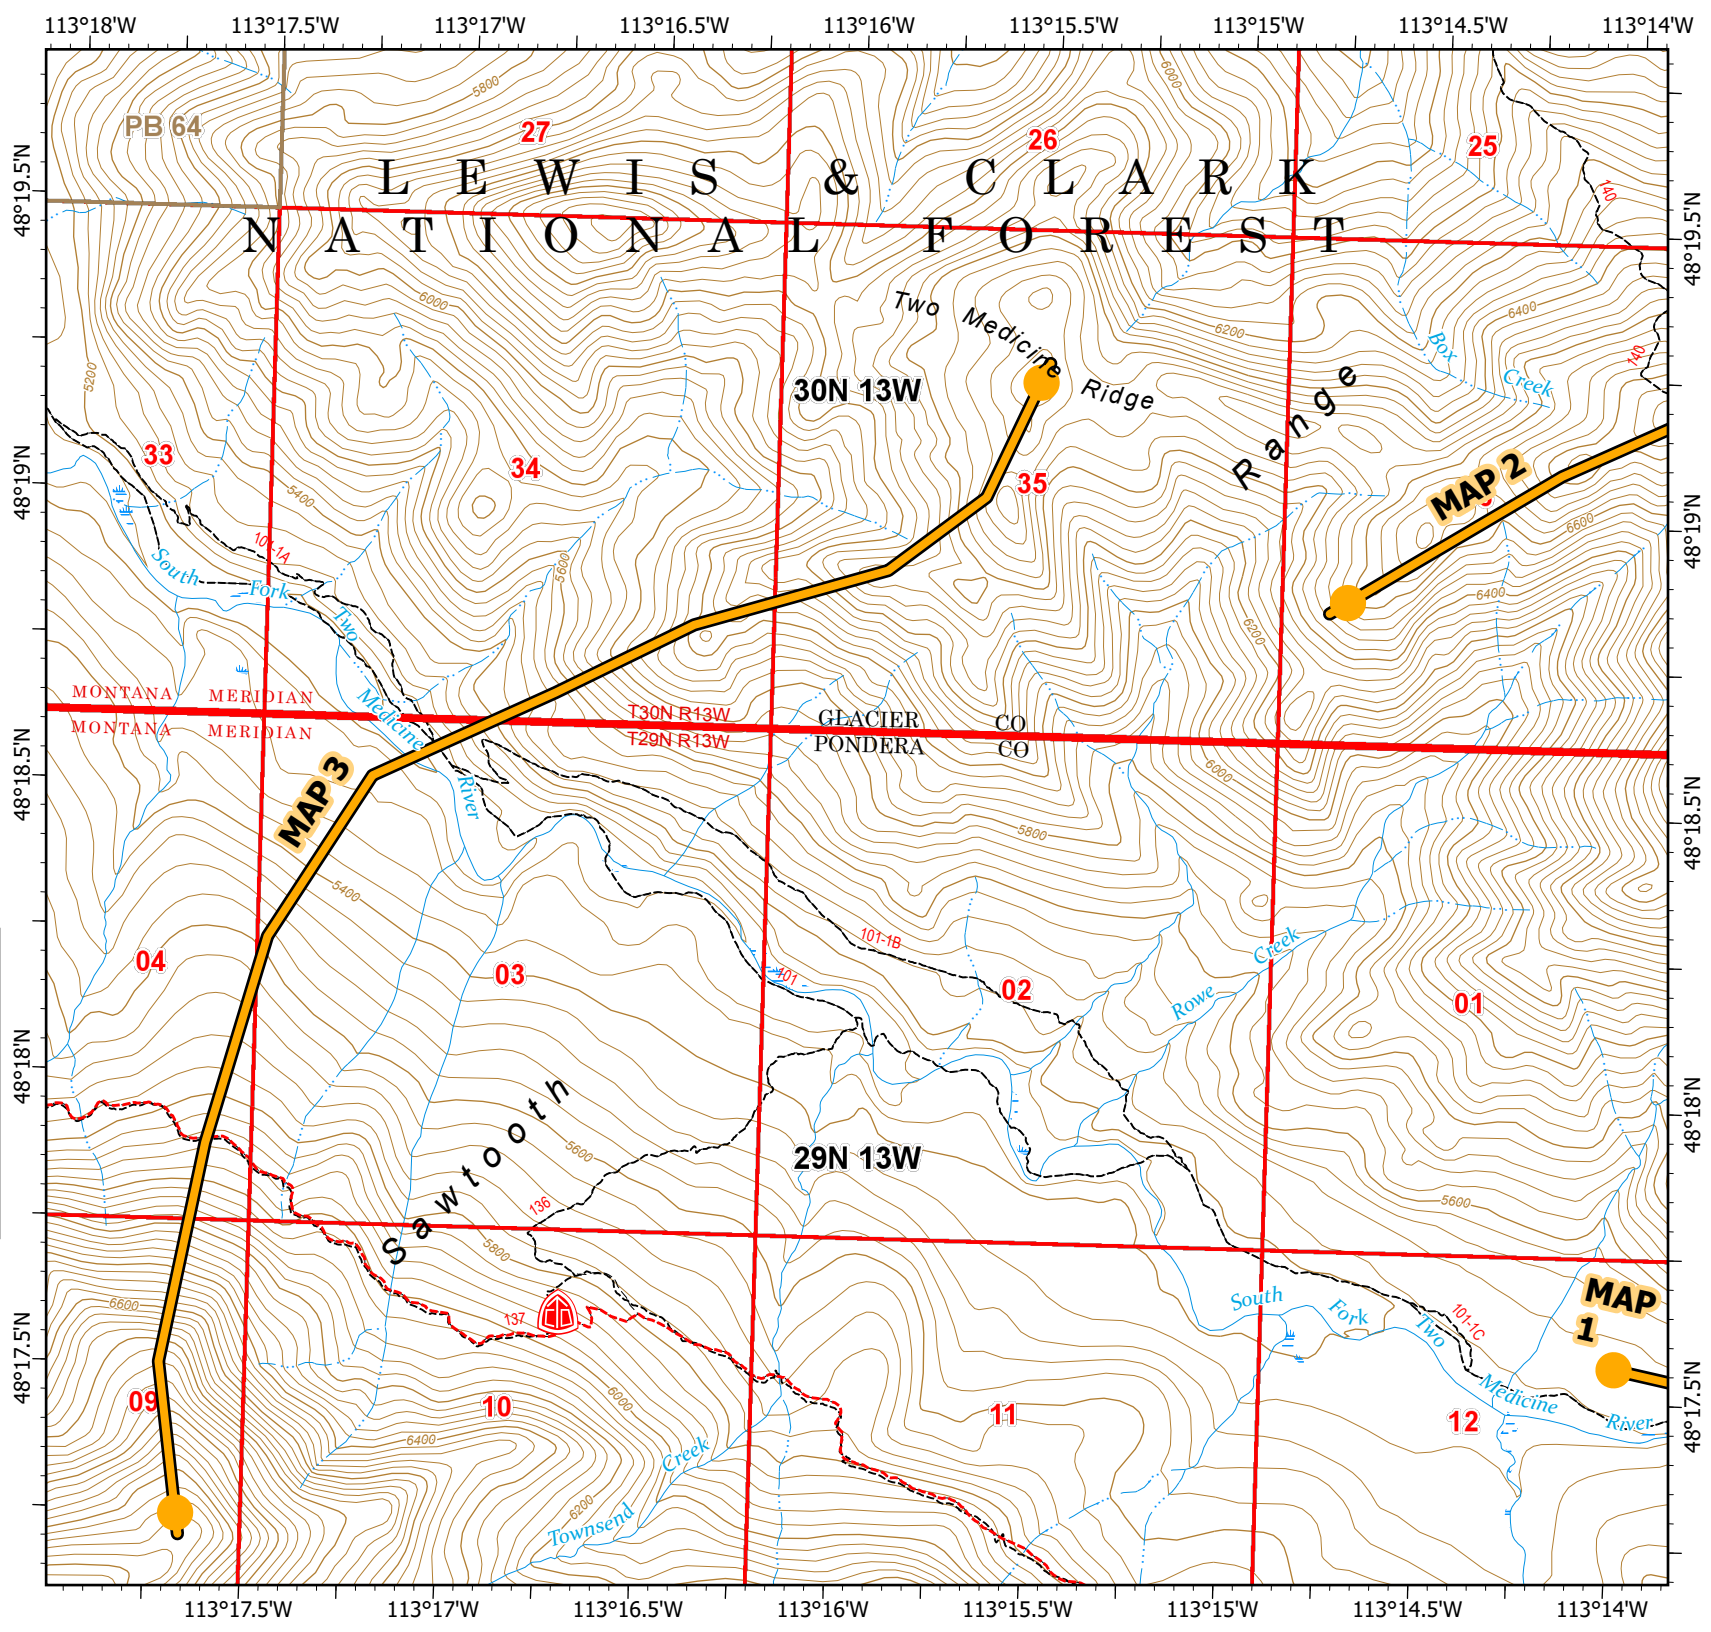 113°18'W 113°17.5'W 113°17'W 113°16.5'W 113°16'W 113°15.5'W 113°15'W 113°14.5'W 113°14'W
5800
6000
PB 64
27
26
25
LEWIS & CLARK
NATIONAL FOREST
48°19.5'N
48°19.5'N
140
Two Medicine Ridge
6000
6200
6400
Box Creek
140
5200
30N 13W
Range
33
34
35
MAP 2
48°19'N
48°19'N
5400
101-1A
5600
6600
6400
6200
South Fork Two Medicine River
MONTANA MERIDIAN
MONTANA MERIDIAN
T30N R13W
T29N R13W
GLACIER CO
PONDERA CO
48°18.5'N
48°18.5'N
MAP 3
6000
5800
5400
101-1B
101
Rowe Creek
04
03
02
01
48°18'N
48°18'N
Sawtooth
5600
29N 13W
136
5800
5600
6600
137
South Fork Two Medicine River
101-1C
MAP
1
48°17.5'N
48°17.5'N
09
10
11
12
6000
6400
6200
Townsend Creek
113°17.5'W 113°17'W 113°16.5'W 113°16'W 113°15.5'W 113°15'W 113°14.5'W 113°14'W